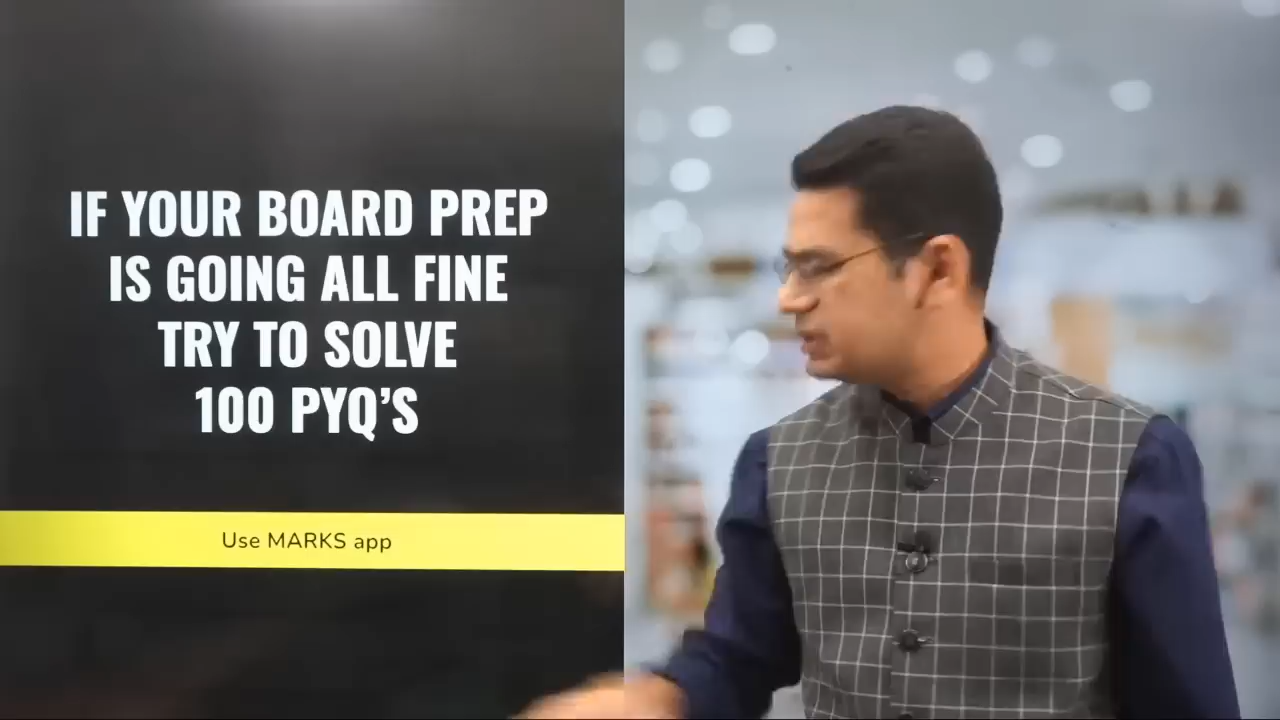 IF YOUR BOARD PREP
IS GOING ALL FINE
TRY TO SOLVE
100 PYQ'S
Use MARKS app